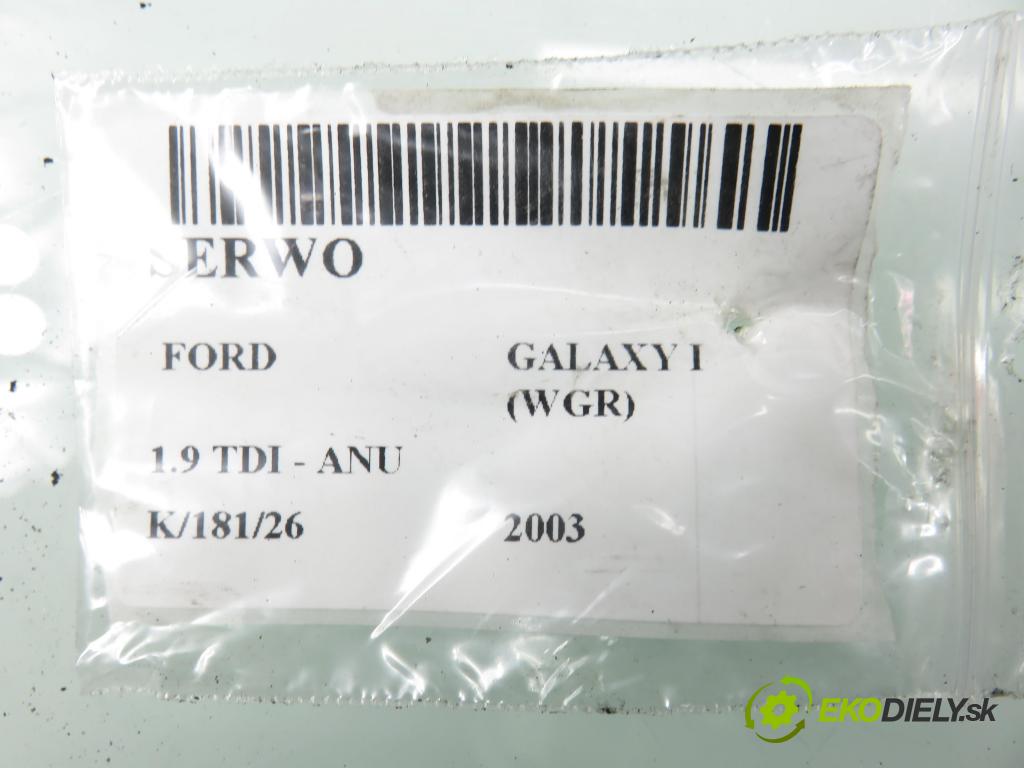 SERWO
FORD GALAXY I
(WGR)
1.9 TDI - ANU
K/181/26 2003
EKODIELY.sk